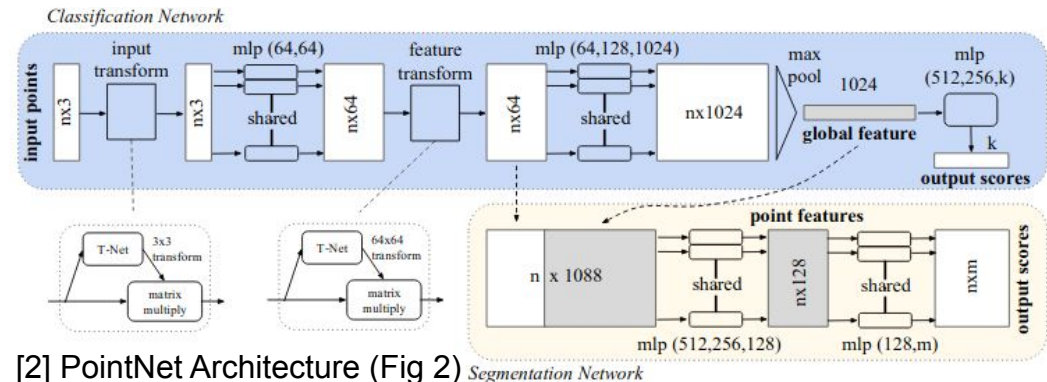 Classification Network
input
transform
mlp (64,64)
feature
transform
mlp (64,128,1024)
max
pool
mlp
(512,256,k)
input points
nx3
nx3
shared
nx64
nx64
shared
nx1024
1024
global feature
k
output scores
T-Net
3x3
transform
matrix
multiply
T-Net
64x64
transform
matrix
multiply
point features
n x 1088
shared
nx128
shared
nxm
output scores
mlp (512,256,128)
mlp (128,m)
[2] PointNet Architecture (Fig 2)
Segmentation Network